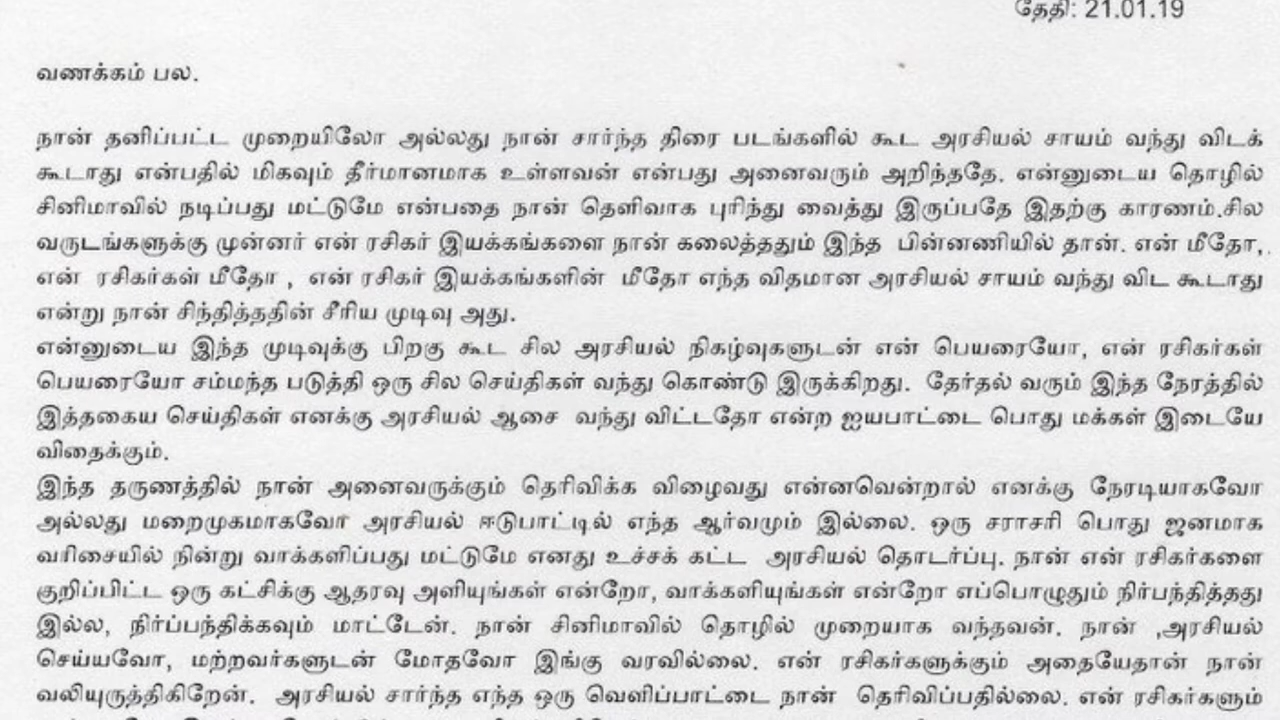 தேதி: 21.01.19
வணக்கம் பல.
நான் தனிப்பட்ட முறையிலோ அல்லது நான் சார்ந்த திரை படங்களில் கூட அரசியல் சாயம் வந்து விடக்
கூடாது என்பதில் மிகவும் தீர்மானமாக உள்ளவன் என்பது அனைவரும் அறிந்ததே. என்னுடைய தொழில்
சினிமாவில் நடிப்பது மட்டுமே என்பதை நான் தெளிவாக புரிந்து வைத்து இருப்பதே இதற்கு காரணம்.சில
வருடங்களுக்கு முன்னர் என் ரசிகர் இயக்கங்களை நான் கலைத்ததும் இந்த பின்னணியில் தான். என் மீதோ,
என் ரசிகர்கள் மீதோ , என் ரசிகர் இயக்கங்களின் மீதோ எந்த விதமான அரசியல் சாயம் வந்து விட கூடாது
என்று நான் சிந்தித்ததின் சீரிய முடிவு அது.
என்னுடைய இந்த முடிவுக்கு பிறகு கூட சில அரசியல் நிகழ்வுகளுடன் என் பெயரையோ, என் ரசிகர்கள்
பெயரையோ சம்மந்த படுத்தி ஒரு சில செய்திகள் வந்து கொண்டு இருக்கிறது. தேர்தல் வரும் இந்த நேரத்தில்
இத்தகைய செய்திகள் எனக்கு அரசியல் ஆசை வந்து விட்டதோ என்ற ஐயபாட்டை பொது மக்கள் இடையே
விதைக்கும்.
இந்த தருணத்தில் நான் அனைவருக்கும் தெரிவிக்க விழைவது என்னவென்றால் எனக்கு நேரடியாகவோ
அல்லது மறைமுகமாகவோ அரசியல் ஈடுபாட்டில் எந்த ஆர்வமும் இல்லை. ஒரு சராசரி பொது ஜனமாக
வரிசையில் நின்று வாக்களிப்பது மட்டுமே எனது உச்சக் கட்ட அரசியல் தொடர்ப்பு. நான் என் ரசிகர்களை
குறிப்பிட்ட ஒரு கட்சிக்கு ஆதரவு அளியுங்கள் என்றோ, வாக்களியுங்கள் என்றோ எப்பொழுதும் நிர்பந்தித்தது
இல்ல, நிர்ப்பந்திக்கவும் மாட்டேன். நான் சினிமாவில் தொழில் முறையாக வந்தவன். நான் ,அரசியல்
செய்யவோ, மற்றவர்களுடன் மோதவோ இங்கு வரவில்லை. என் ரசிகர்களுக்கும் அதையேதான் நான்
வலியுருத்திகிறேன். அரசியல் சார்ந்த எந்த ஒரு வெளிப்பாட்டை நான் தெரிவிப்பதில்லை. என் ரசிகர்களும்